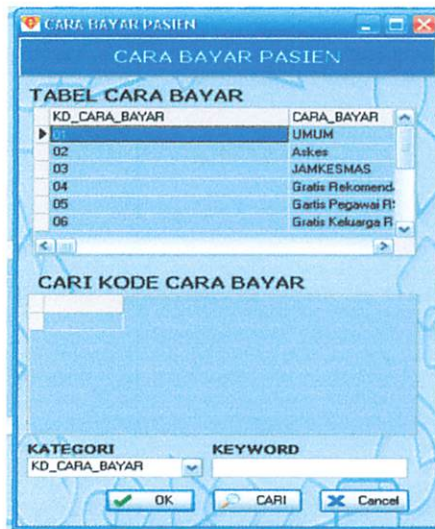 CARA BAYAR PASIEN
CARA BAYAR PASIEN
TABEL CARA BAYAR
KD_CARA_BAYAR CARA_BAYAR
01 UMUM
02 Askes
03 JAMKESMAS
04 Gratis Rekomend
05 Gartis Pegawai RS
06 Gratis Keluarga R
CARI KODE CARA BAYAR
KATEGORI KEYWORD
KD_CARA_BAYAR
OK CARI Cancel